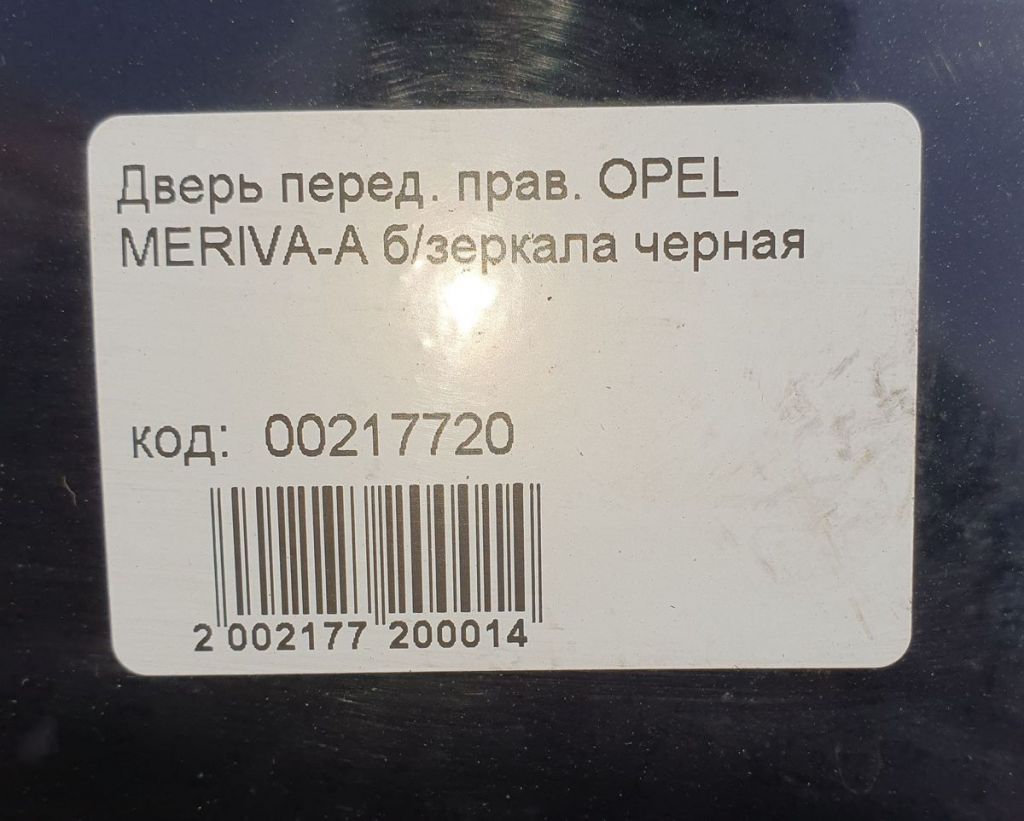 Дверь перед. прав. OPEL
MERIVA-A б/зеркала черная
код: 00217720
2 002177 200014